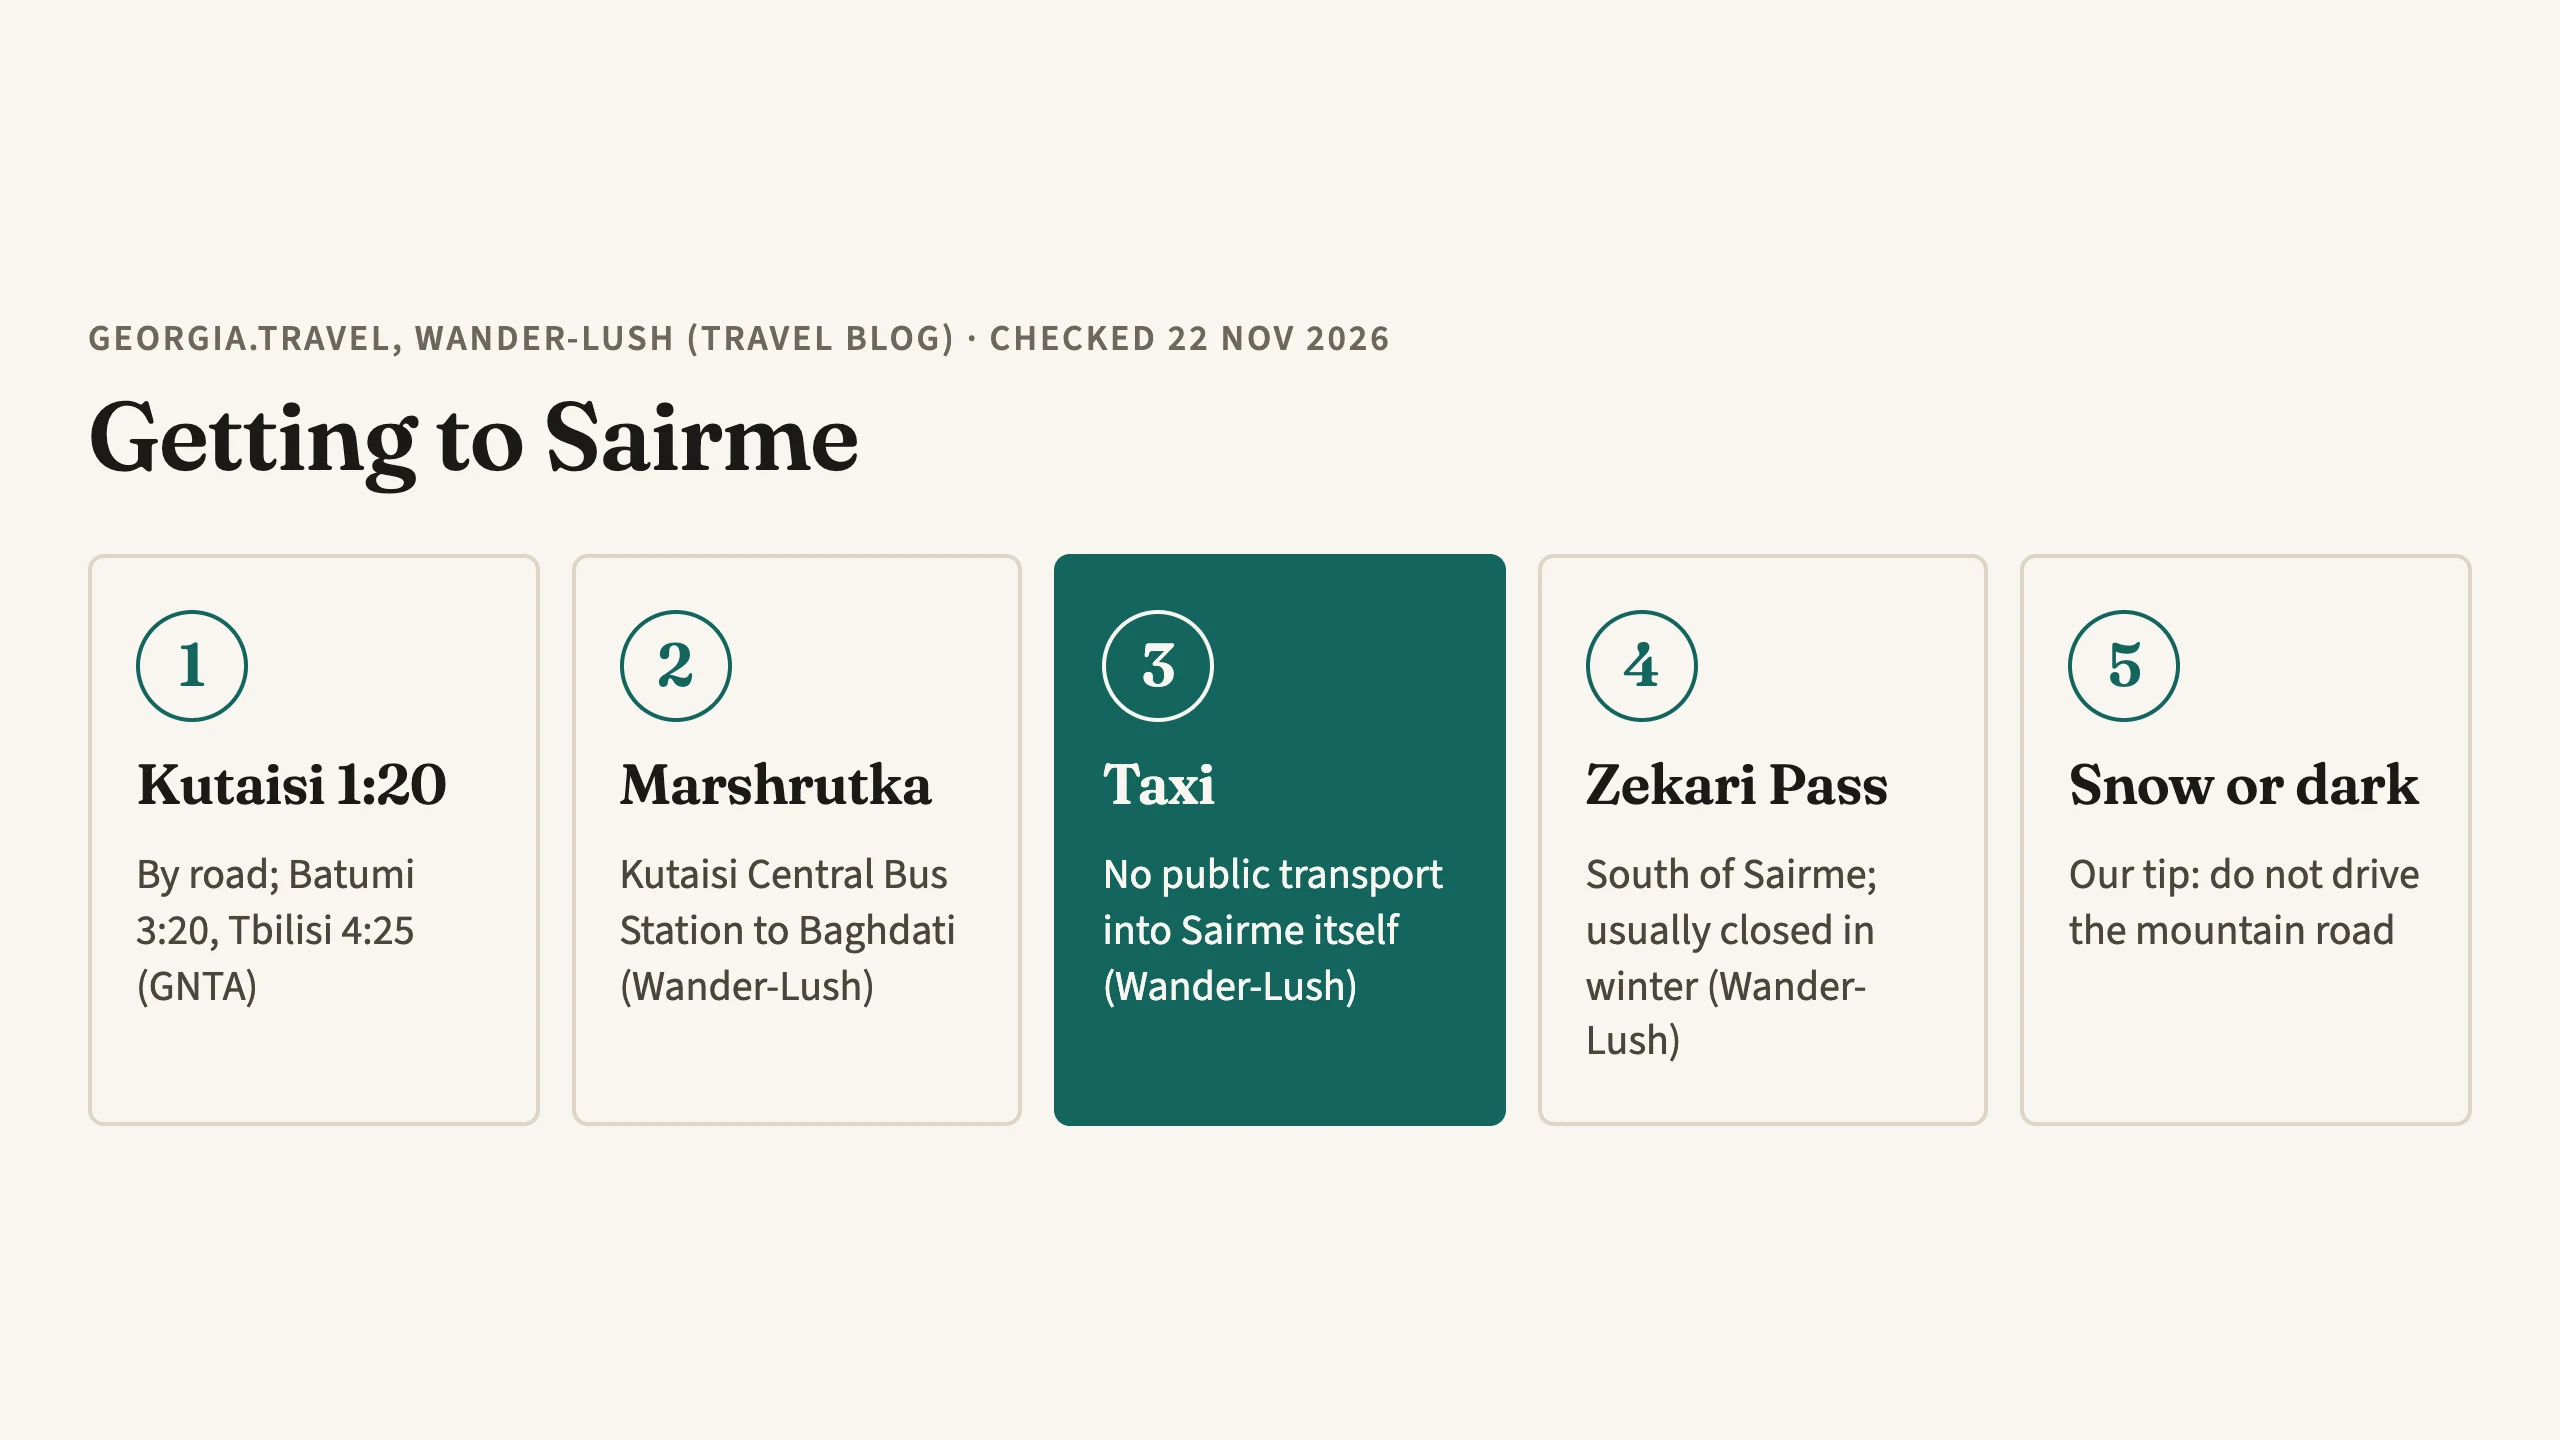 GEORGIA.TRAVEL, WANDER-LUSH (TRAVEL BLOG) · CHECKED 22 NOV 2026
Getting to Sairme
1
Kutaisi 1:20
By road; Batumi
3:20, Tbilisi 4:25
(GNTA)
2
Marshrutka
Kutaisi Central Bus
Station to Baghdati
(Wander-Lush)
3
Taxi
No public transport
into Sairme itself
(Wander-Lush)
4
Zekari Pass
South of Sairme;
usually closed in
winter (Wander-
Lush)
5
Snow or dark
Our tip: do not drive
the mountain road